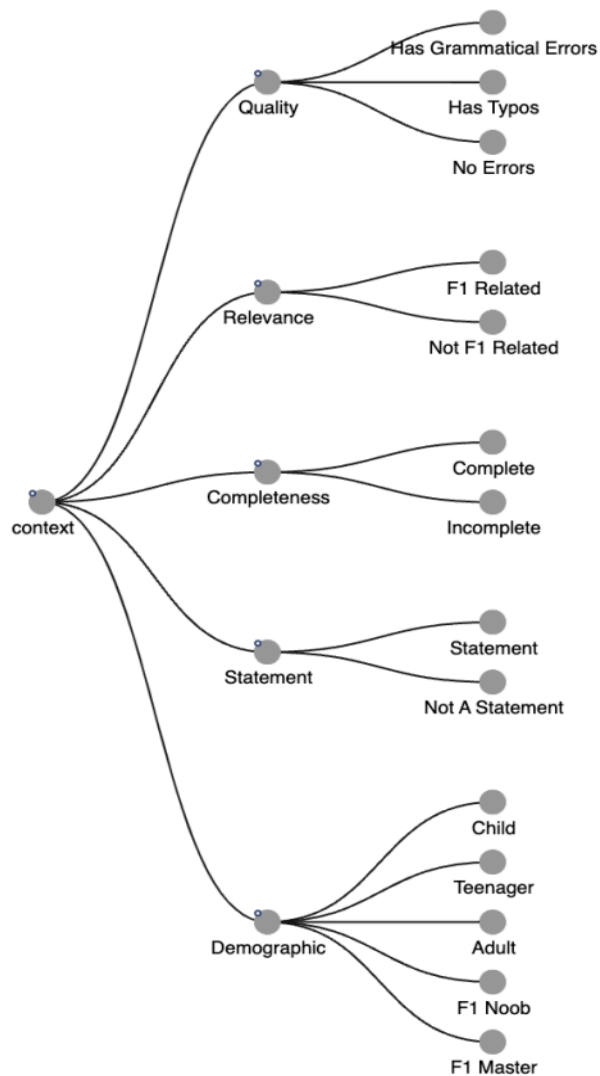 Has Grammatical Errors
Quality
Has Typos
No Errors
F1 Related
Relevance
Not F1 Related
Complete
Completeness
context
Incomplete
Statement
Statement
Not A Statement
Child
Teenager
Demographic
Adult
F1 Noob
F1 Master